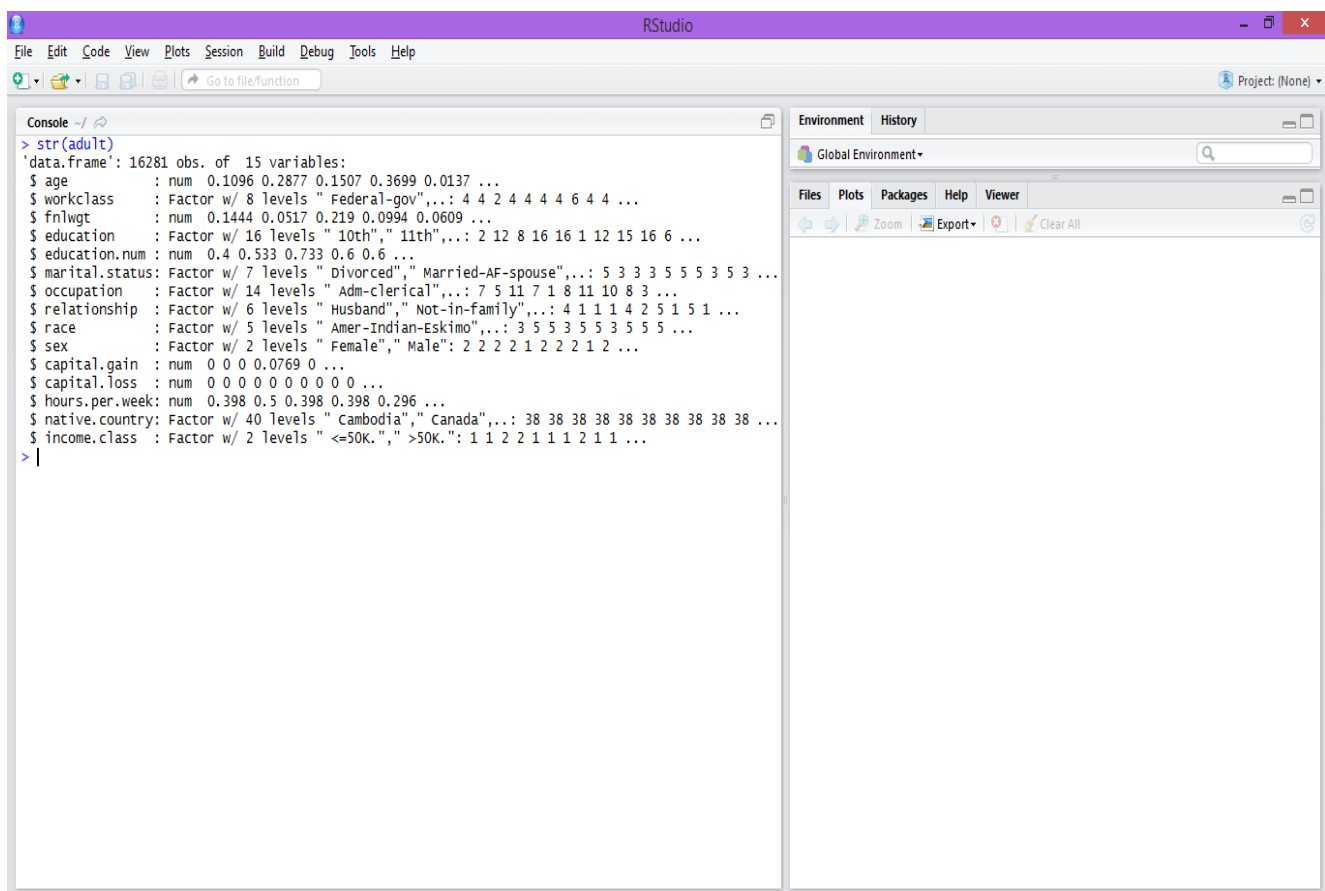 RStudio
File Edit Code View Plots Session Build Debug Tools Help
Go to file/function
Project: (None)
Console ~/
> str(adult)
'data.frame': 16281 obs. of  15 variables:
 $ age           : num  0.1096 0.2877 0.1507 0.3699 0.0137 ...
 $ workclass     : Factor w/ 8 levels " Federal-gov",..: 4 4 2 4 4 4 4 6 4 4 ...
 $ fnlwgt        : num  0.1444 0.0517 0.219 0.0994 0.0609 ...
 $ education     : Factor w/ 16 levels " 10th"," 11th",..: 2 12 8 16 16 1 12 15 16 6 ...
 $ education.num : num  0.4 0.533 0.733 0.6 0.6 ...
 $ marital.status: Factor w/ 7 levels " Divorced"," Married-AF-spouse",..: 5 3 3 3 5 5 5 3 5 3 ...
 $ occupation    : Factor w/ 14 levels " Adm-clerical",..: 7 5 11 7 1 8 11 10 8 3 ...
 $ relationship  : Factor w/ 6 levels " Husband"," Not-in-family",..: 4 1 1 1 4 2 5 1 5 1 ...
 $ race          : Factor w/ 5 levels " Amer-Indian-Eskimo",..: 3 5 5 3 5 5 3 5 5 5 ...
 $ sex           : Factor w/ 2 levels " Female"," Male": 2 2 2 2 1 2 2 2 1 2 ...
 $ capital.gain  : num  0 0 0 0.0769 0 ...
 $ capital.loss  : num  0 0 0 0 0 0 0 0 0 0 ...
 $ hours.per.week: num  0.398 0.5 0.398 0.398 0.296 ...
 $ native.country: Factor w/ 40 levels " Cambodia"," Canada",..: 38 38 38 38 38 38 38 38 38 38 ...
 $ income.class  : Factor w/ 2 levels " <=50K."," >50K.": 1 1 2 2 1 1 1 2 1 1 ...
>
Environment History
Global Environment
Files Plots Packages Help Viewer
Zoom Export Clear All